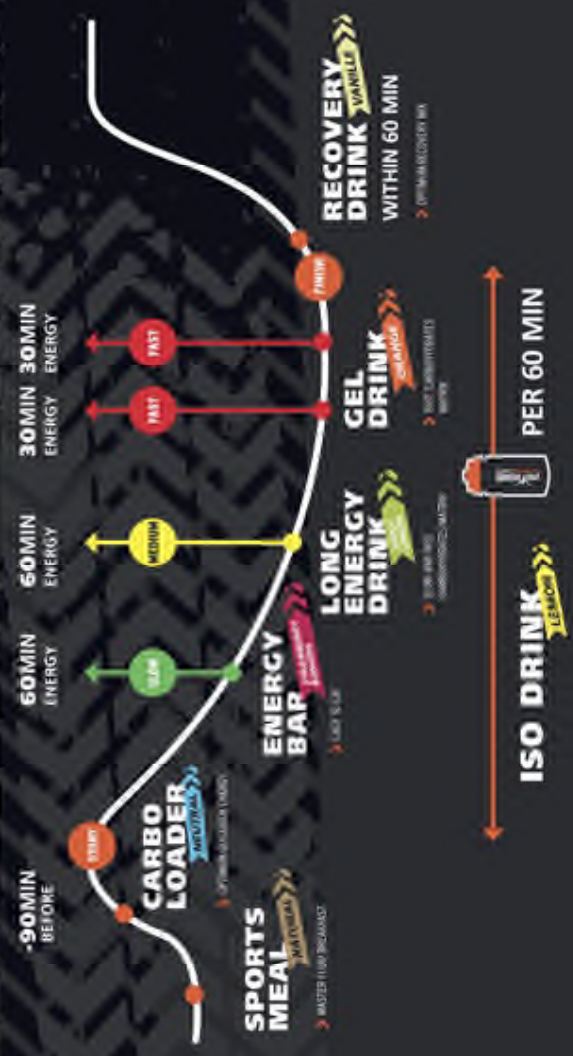 -90MIN
BEFORE
60MIN
ENERGY
60MIN
ENERGY
30MIN
ENERGY
30MIN
ENERGY
START
SLOW
MEDIUM
FAST
FAST
FINISH
SPORTS
MEAL
NATURAL
CARBO
LOADER
NEUTRAL
ENERGY
BAR
LONG
ENERGY
DRINK
GEL
DRINK
ORANGE
RECOVERY
DRINK
VANILLE
WITHIN 60 MIN
ISO DRINK
LEMON
PER 60 MIN